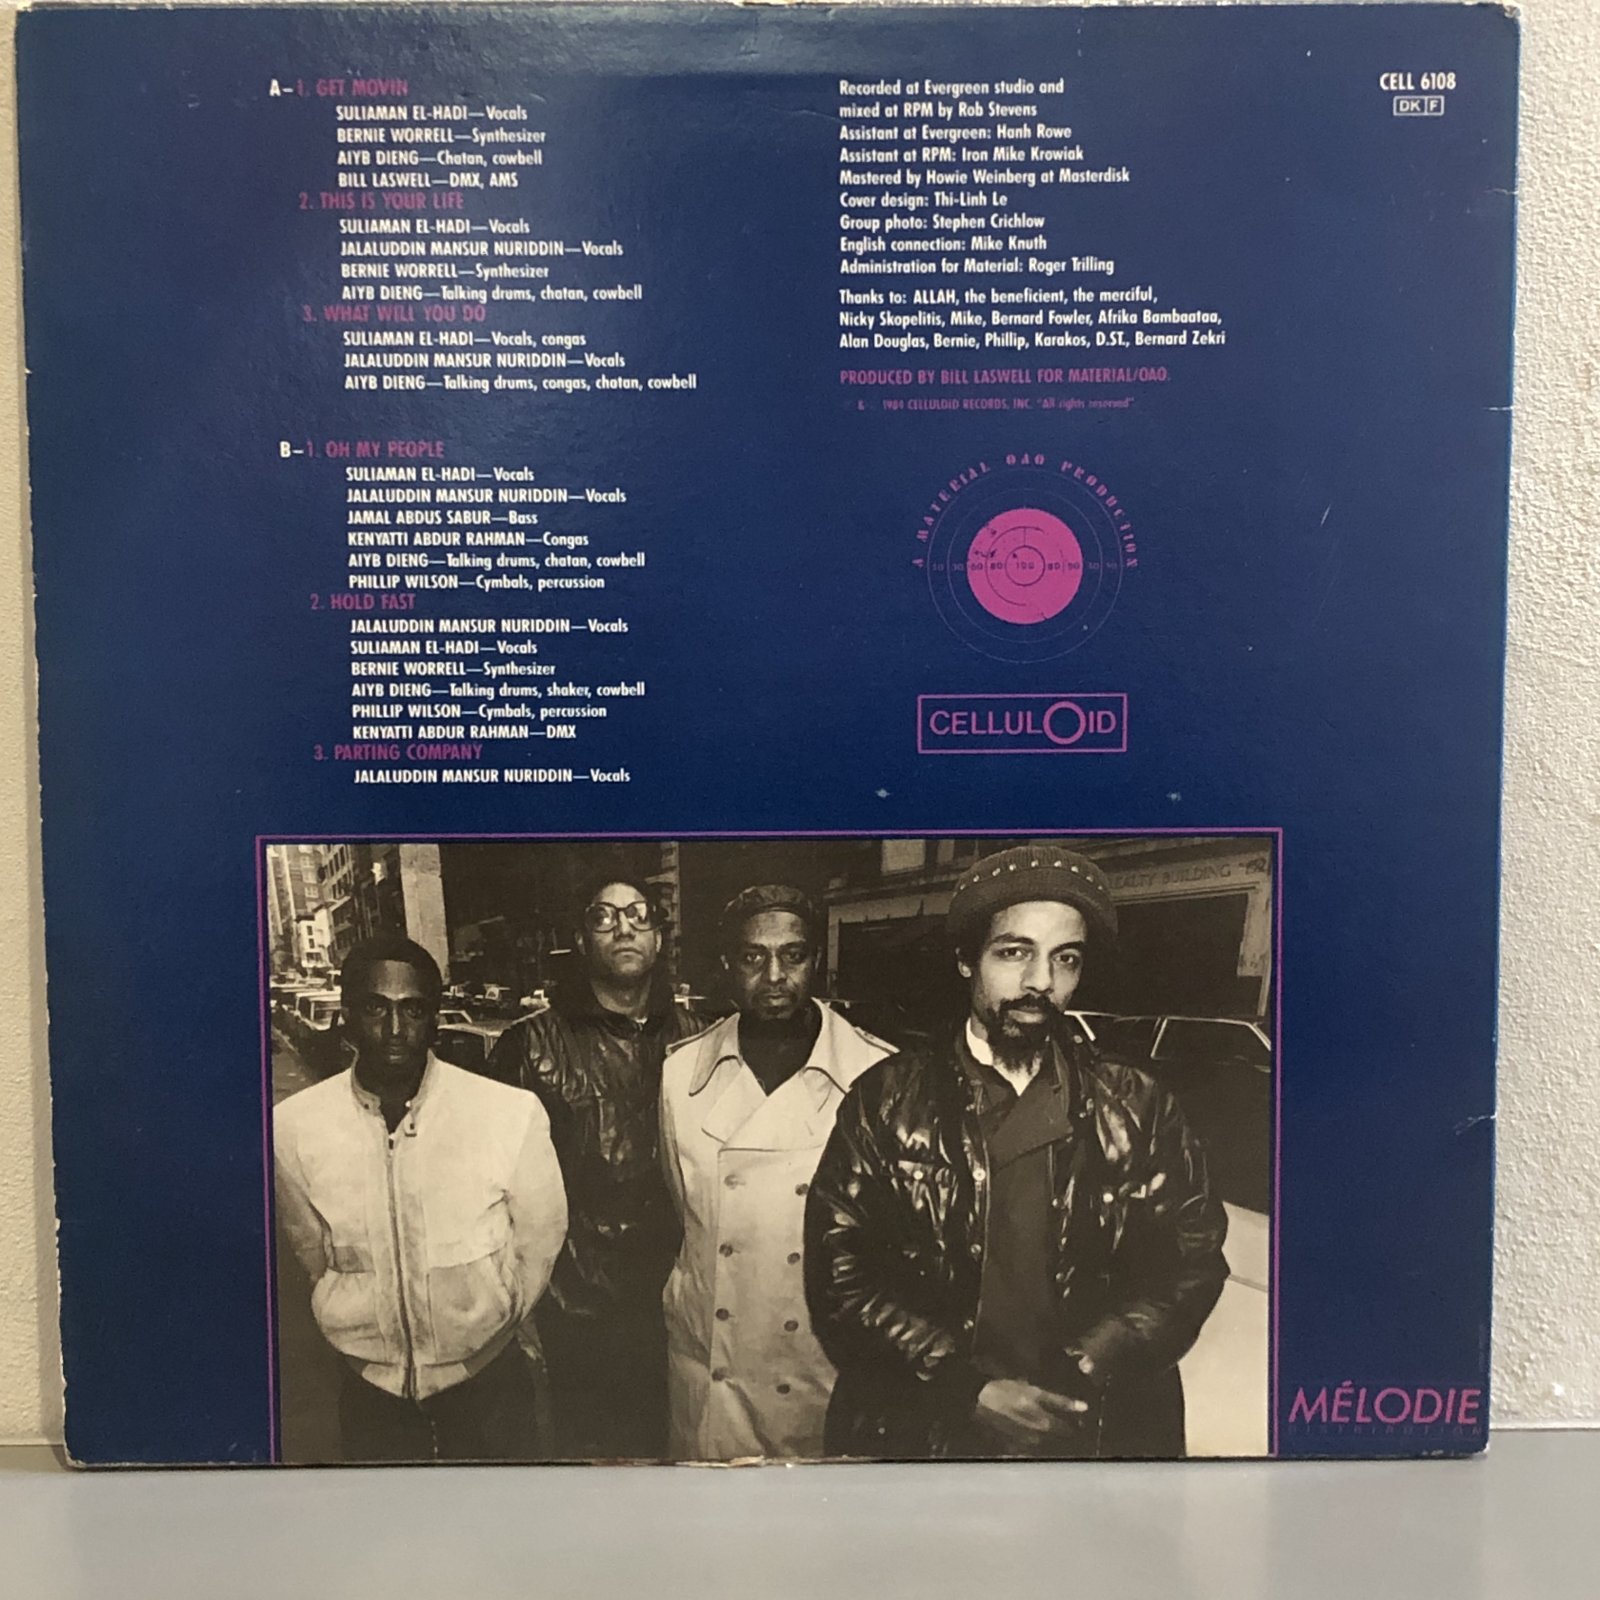 A-1. GET MOVIN
SULIAMAN EL-HADI—Vocals
BERNIE WORRELL—Synthesizer
AIYB DIENG—Chatan, cowbell
BILL LASWELL—DMX, AMS
2. THIS IS YOUR LIFE
SULIAMAN EL-HADI—Vocals
JALALUDDIN MANSUR NURIDDIN—Vocals
BERNIE WORRELL—Synthesizer
AIYB DIENG—Talking drums, chatan, cowbell
3. WHAT WILL YOU DO
SULIAMAN EL-HADI—Vocals, congas
JALALUDDIN MANSUR NURIDDIN—Vocals
AIYB DIENG—Talking drums, congas, chatan, cowbell
B-1. OH MY PEOPLE
SULIAMAN EL-HADI—Vocals
JALALUDDIN MANSUR NURIDDIN—Vocals
JAMAL ABDUS SABUR—Bass
KENYATTI ABDUR RAHMAN—Congas
AIYB DIENG—Talking drums, chatan, cowbell
PHILLIP WILSON—Cymbals, percussion
2. HOLD FAST
JALALUDDIN MANSUR NURIDDIN—Vocals
SULIAMAN EL-HADI—Vocals
BERNIE WORRELL—Synthesizer
AIYB DIENG—Talking drums, shaker, cowbell
PHILLIP WILSON—Cymbals, percussion
KENYATTI ABDUR RAHMAN—DMX
3. PARTING COMPANY
JALALUDDIN MANSUR NURIDDIN—Vocals
Recorded at Evergreen studio and
mixed at RPM by Rob Stevens
Assistant at Evergreen: Hanh Rowe
Assistant at RPM: Iron Mike Krowiak
Mastered by Howie Weinberg at Masterdisk
Cover design: Thi-Linh Le
Group photo: Stephen Crichlow
English connection: Mike Knuth
Administration for Material: Roger Trilling
Thanks to: ALLAH, the beneficient, the merciful,
Nicky Skopelitis, Mike, Bernard Fowler, Afrika Bambaataa,
Alan Douglas, Bernie, Phillip, Karakos, D.ST., Bernard Zekri
PRODUCED BY BILL LASWELL FOR MATERIAL/OAO.
& 1984 CELLULOID RECORDS, INC. "All rights reserved"
CELL 6108
DK F
A MATERIAL OAO PRODUCTION
60 80 100 80
CELLULOID
REALTY BUILDING
MÉLODIE
DISTRIBUTION